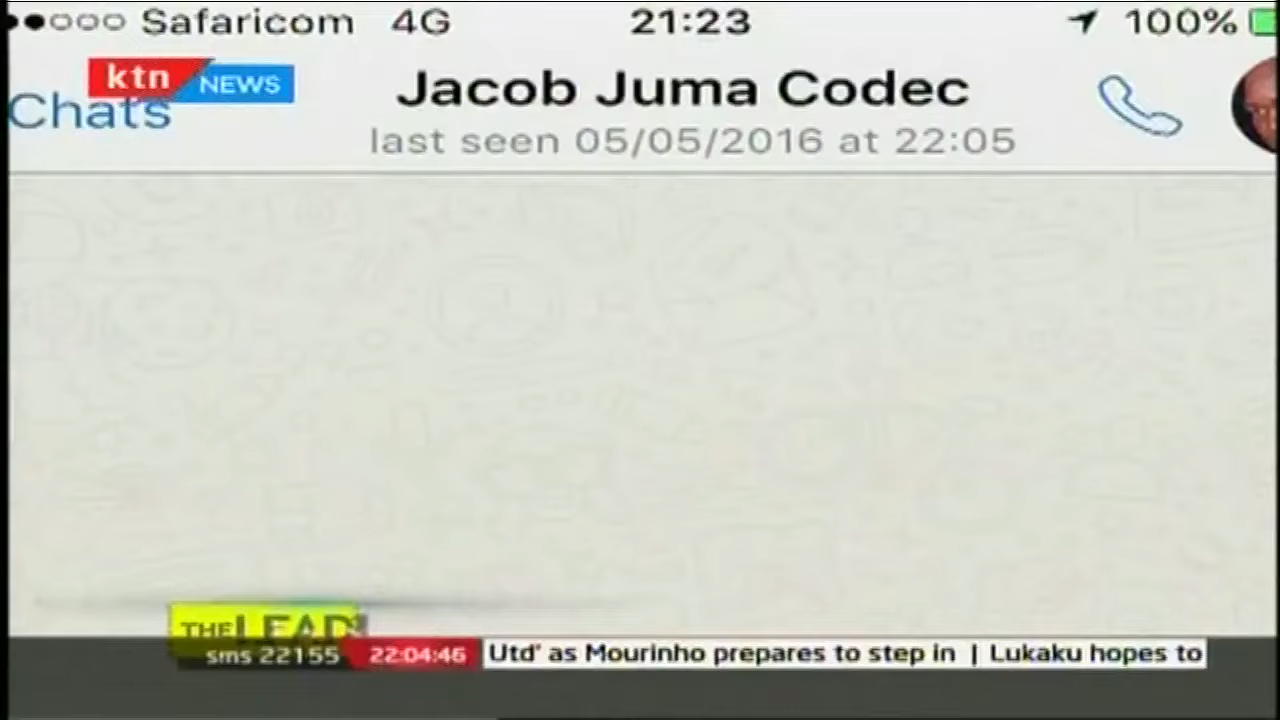 Safaricom 4G 21:23 100%
ktn NEWS
Chats
Jacob Juma Codec
last seen 05/05/2016 at 22:05
THE LEAD
sms 22155 22:04:46 Utd' as Mourinho prepares to step in | Lukaku hopes to